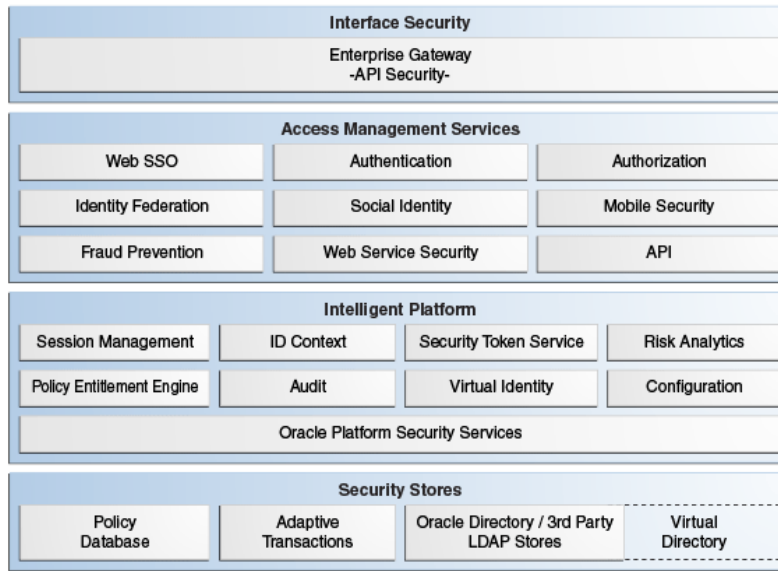 Interface Security
Enterprise Gateway
-API Security-
Access Management Services
Web SSO
Authentication
Authorization
Identity Federation
Social Identity
Mobile Security
Fraud Prevention
Web Service Security
API
Intelligent Platform
Session Management
ID Context
Security Token Service
Risk Analytics
Policy Entitlement Engine
Audit
Virtual Identity
Configuration
Oracle Platform Security Services
Security Stores
Policy
Database
Adaptive
Transactions
Oracle Directory / 3rd Party
LDAP Stores
Virtual
Directory